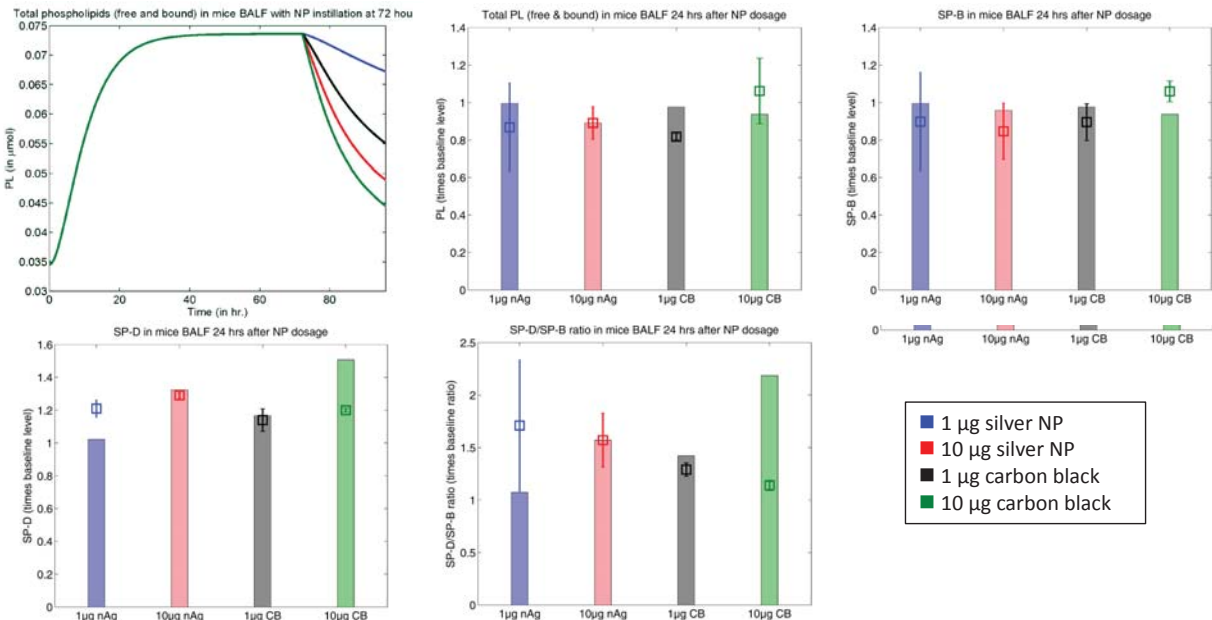 Total phospholipids (free and bound) in mice BALF with NP instillation at 72 hou
0.075
0.07
0.065
0.06
0.055
0.05
0.045
0.04
0.035
0.03
PL (in μmol)
0
20
40
60
80
Time (in hr.)
Total PL (free & bound) in mice BALF 24 hrs after NP dosage
1.4
1.2
1
0.8
0.6
0.4
0.2
0
PL (times baseline level)
1μg nAg
10μg nAg
1μg CB
10μg CB
SP-B in mice BALF 24 hrs after NP dosage
1.4
1.2
1
0.8
0.6
0.4
0.2
0
SP-B (times baseline level)
1μg nAg
10μg nAg
1μg CB
10μg CB
0
1μg nAg
10μg nAg
1μg CB
10μg CB
SP-D in mice BALF 24 hrs after NP dosage
1.6
1.4
1.2
1
0.8
0.6
0.4
0.2
0
SP-D (times baseline level)
1μg nAg
10μg nAg
1μg CB
10μg CB
SP-D/SP-B ratio in mice BALF 24 hrs after NP dosage
2.5
2
1.5
1
0.5
0
SP-D/SP-B ratio (times baseline ratio)
1μg nAg
10μg nAg
1μg CB
10μg CB
1 μg silver NP
10 μg silver NP
1 μg carbon black
10 μg carbon black